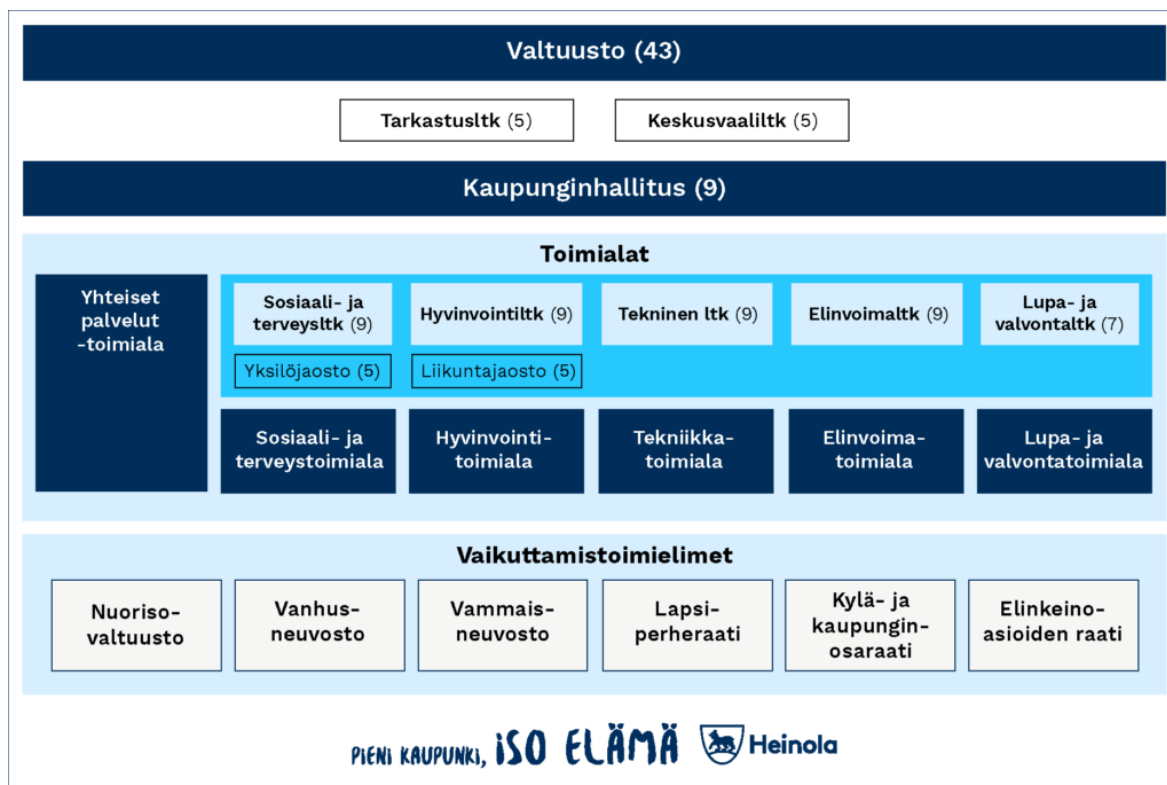 Valtuusto (43)
Tarkastusltk (5)
Keskusvaaliltk (5)
Kaupunginhallitus (9)
Toimialat
Yhteiset
palvelut
-toimiala
Sosiaali- ja
terveysltk (9)
Hyvinvointiltk (9)
Tekninen ltk (9)
Elinvoimaltk (9)
Lupa- ja
valvontaltk (7)
Yksilöjaosto (5)
Liikuntajaosto (5)
Sosiaali- ja
terveystoimiala
Hyvinvointi-
toimiala
Tekniikka-
toimiala
Elinvoima-
toimiala
Lupa- ja
valvontatoimiala
Vaikuttamistoimielimet
Nuoriso-
valtuusto
Vanhus-
neuvosto
Vammais-
neuvosto
Lapsi-
perheraati
Kylä- ja
kaupungin-
osaraati
Elinkeino-
asioiden raati
PIENI KAUPUNKI, ISO ELÄMÄ
Heinola